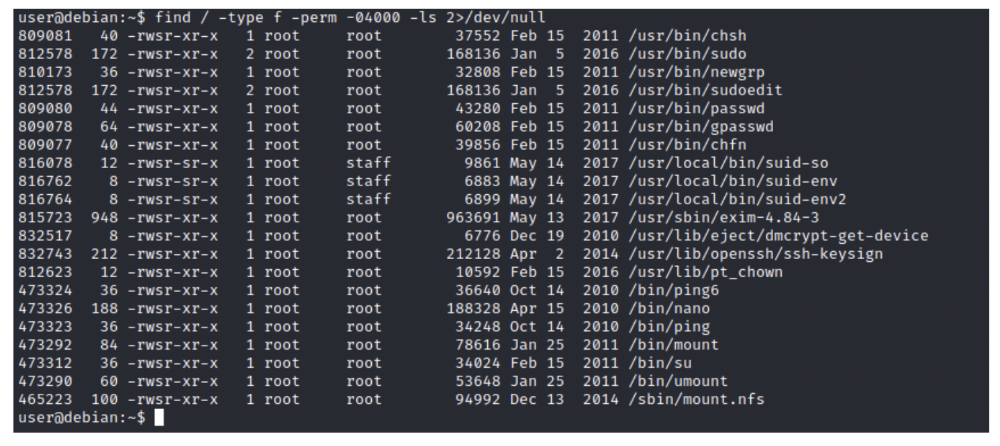 user@debian:~$ find / -type f -perm -04000 -ls 2>/dev/null
809081   40 -rwsr-xr-x   1 root     root        37552 Feb 15  2011 /usr/bin/chsh
812578  172 -rwsr-xr-x   2 root     root       168136 Jan  5  2016 /usr/bin/sudo
810173   36 -rwsr-xr-x   1 root     root        32808 Feb 15  2011 /usr/bin/newgrp
812578  172 -rwsr-xr-x   2 root     root       168136 Jan  5  2016 /usr/bin/sudoedit
809080   44 -rwsr-xr-x   1 root     root        43280 Feb 15  2011 /usr/bin/passwd
809078   64 -rwsr-xr-x   1 root     root        60208 Feb 15  2011 /usr/bin/gpasswd
809077   40 -rwsr-xr-x   1 root     root        39856 Feb 15  2011 /usr/bin/chfn
816078   12 -rwsr-sr-x   1 root     staff        9861 May 14  2017 /usr/local/bin/suid-so
816762    8 -rwsr-sr-x   1 root     staff        6883 May 14  2017 /usr/local/bin/suid-env
816764    8 -rwsr-sr-x   1 root     staff        6899 May 14  2017 /usr/local/bin/suid-env2
815723  948 -rwsr-xr-x   1 root     root       963691 May 13  2017 /usr/sbin/exim-4.84-3
832517    8 -rwsr-xr-x   1 root     root         6776 Dec 19  2010 /usr/lib/eject/dmcrypt-get-device
832743  212 -rwsr-xr-x   1 root     root       212128 Apr  2  2014 /usr/lib/openssh/ssh-keysign
812623   12 -rwsr-xr-x   1 root     root        10592 Feb 15  2016 /usr/lib/pt_chown
473324   36 -rwsr-xr-x   1 root     root        36640 Oct 14  2010 /bin/ping6
473326  188 -rwsr-xr-x   1 root     root       188328 Apr 15  2010 /bin/nano
473323   36 -rwsr-xr-x   1 root     root        34248 Oct 14  2010 /bin/ping
473292   84 -rwsr-xr-x   1 root     root        78616 Jan 25  2011 /bin/mount
473312   36 -rwsr-xr-x   1 root     root        34024 Feb 15  2011 /bin/su
473290   60 -rwsr-xr-x   1 root     root        53648 Jan 25  2011 /bin/umount
465223  100 -rwsr-xr-x   1 root     root        94992 Dec 13  2014 /sbin/mount.nfs
user@debian:~$